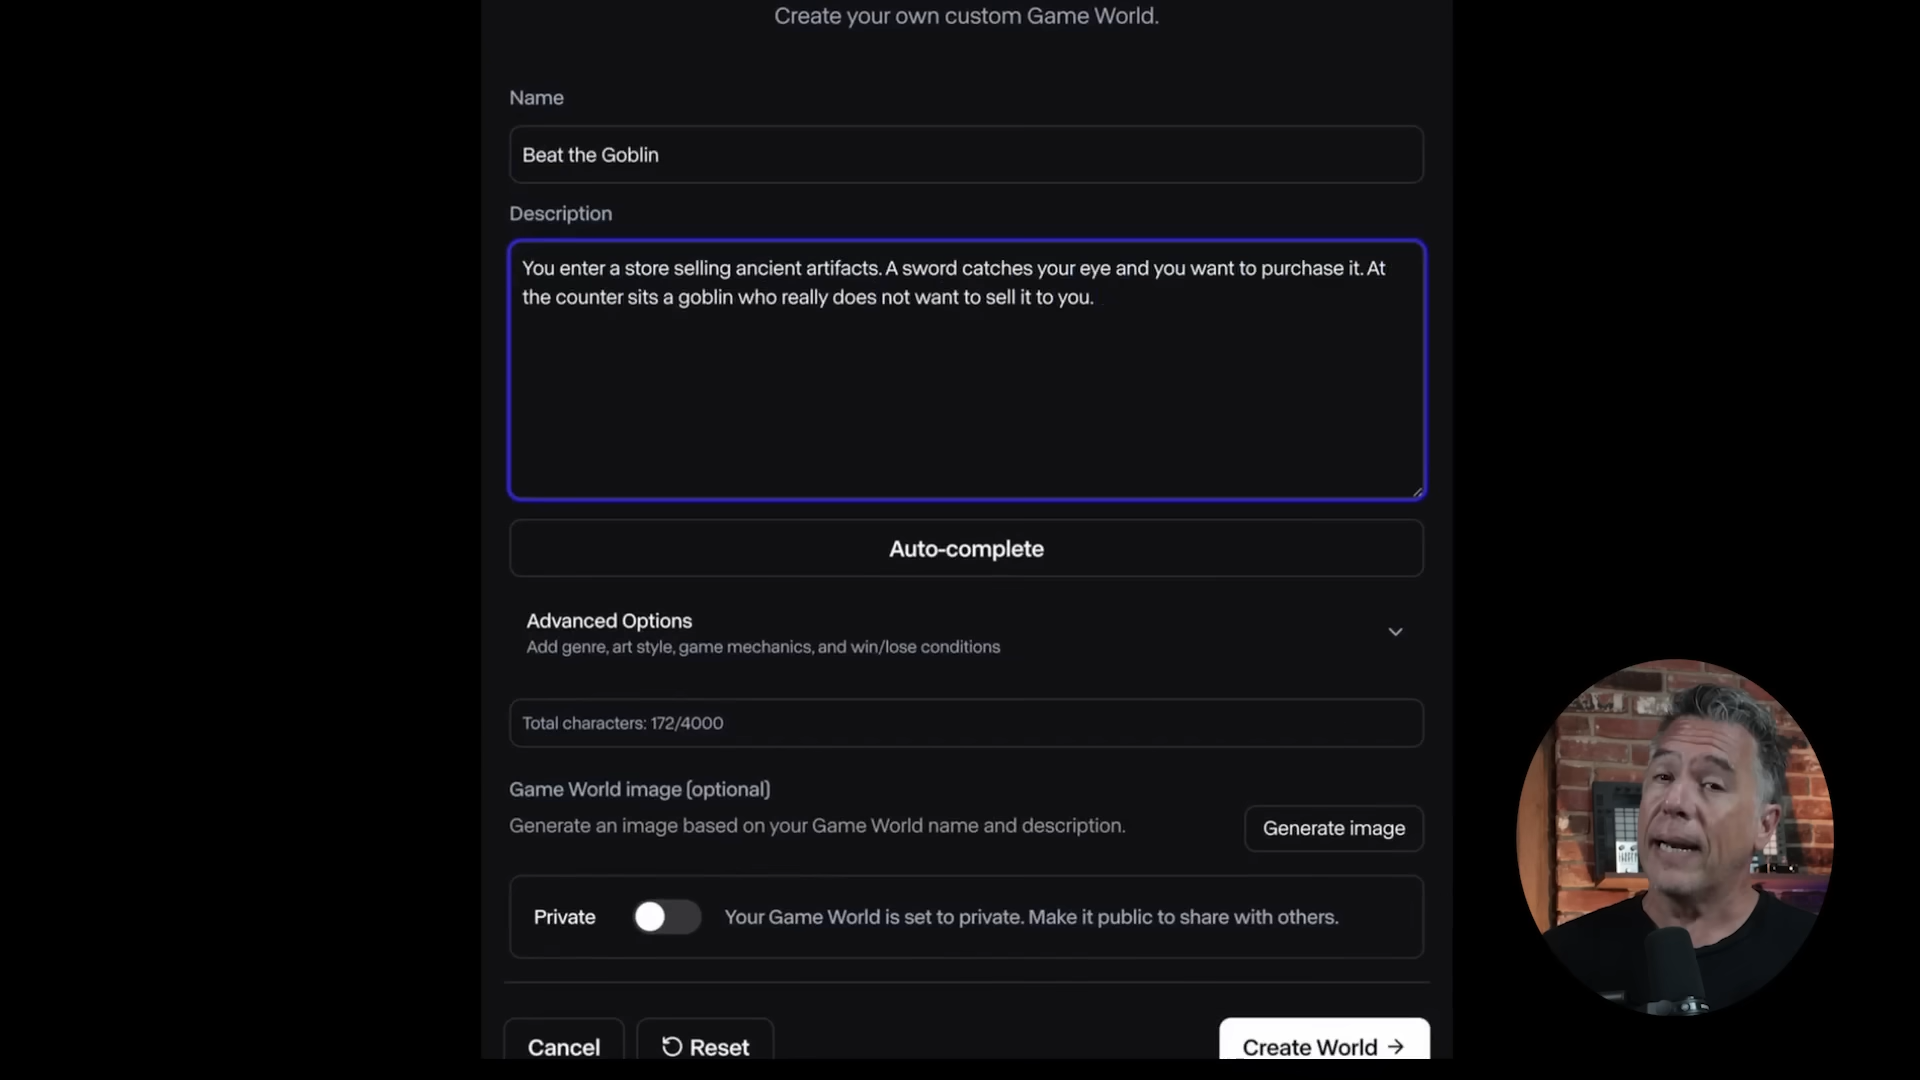 Create your own custom Game World.
Name
Beat the Goblin
Description
You enter a store selling ancient artifacts. A sword catches your eye and you want to purchase it. At
the counter sits a goblin who really does not want to sell it to you.
Auto-complete
Advanced Options
Add genre, art style, game mechanics, and win/lose conditions
Total characters: 172/4000
Game World image (optional)
Generate an image based on your Game World name and description.
Generate image
Private
Your Game World is set to private. Make it public to share with others.
Cancel
Reset
Create World →